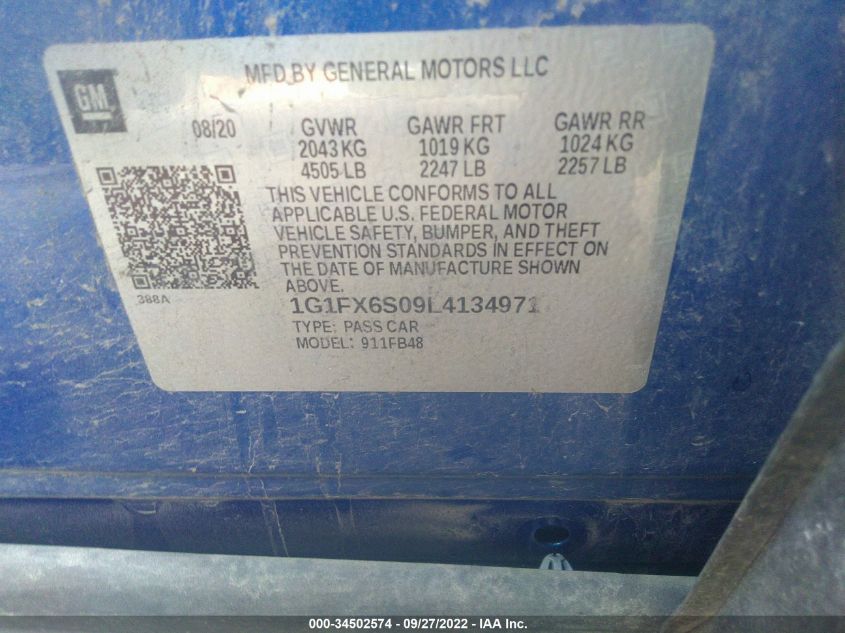 MFD BY GENERAL MOTORS LLC
GM
08/20 GVWR GAWR FRT GAWR RR
2043 KG 1019 KG 1024 KG
4505 LB 2247 LB 2257 LB
THIS VEHICLE CONFORMS TO ALL
APPLICABLE U.S. FEDERAL MOTOR
VEHICLE SAFETY, BUMPER, AND THEFT
PREVENTION STANDARDS IN EFFECT ON
THE DATE OF MANUFACTURE SHOWN
ABOVE.
388A
1G1FX6S09L4134971
TYPE: PASS CAR
MODEL: 911FB48
000-34502574 - 09/27/2022 - IAA Inc.